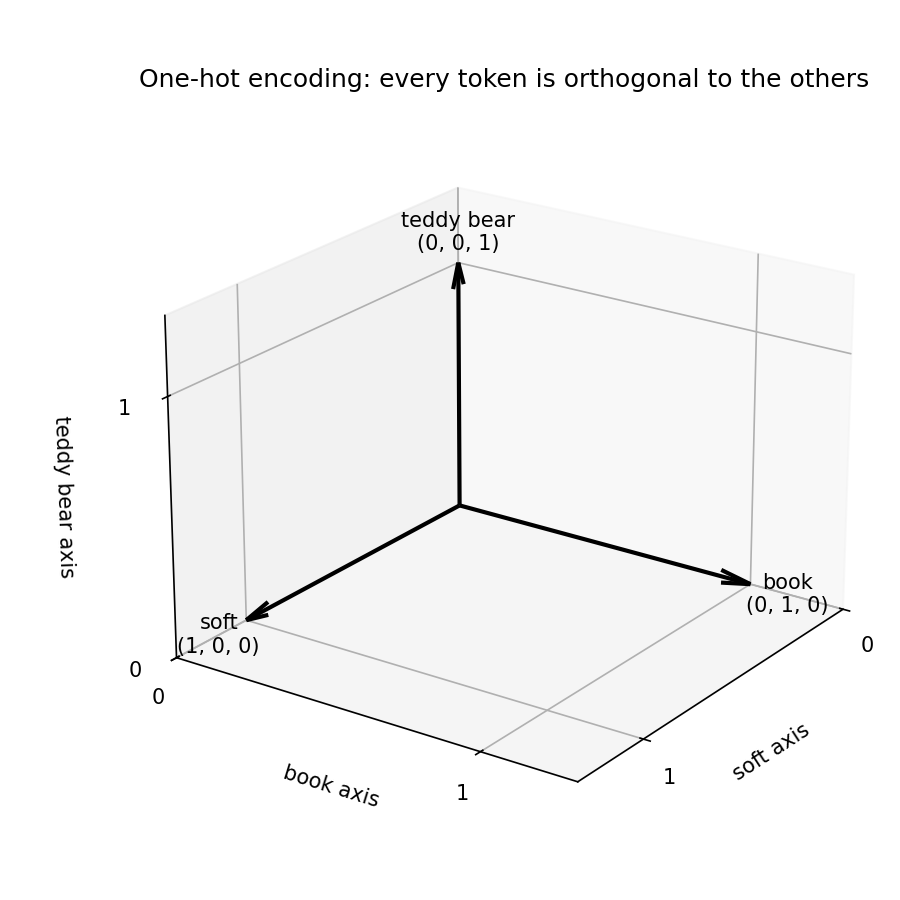 One-hot encoding: every token is orthogonal to the others
teddy bear
(0, 0, 1)
1
teddy bear axis
book
(0, 1, 0)
soft
(1, 0, 0)
0
0
0
book axis
1
1
soft axis